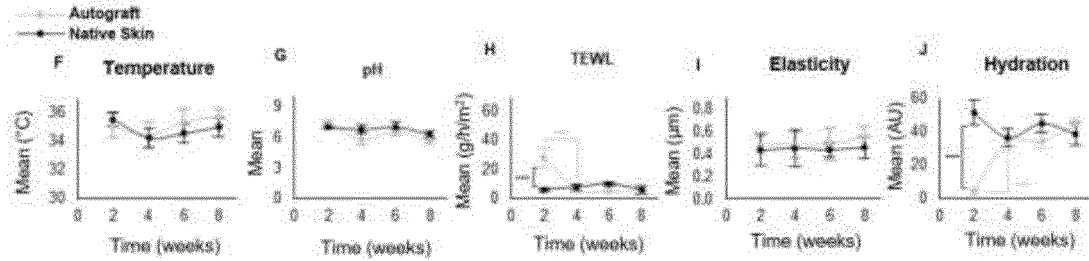 Autograft
Native Skin
F
Temperature
Mean (°C)
36
34
32
30
0
2
4
6
8
Time (weeks)
G
pH
Mean
9
6
3
0
0
2
4
6
8
Time (weeks)
H
TEWL
Mean (g/h/m²)
60
40
20
0
0
2
4
6
8
Time (weeks)
I
Elasticity
Mean (µm)
0.8
0.6
0.4
0.2
0.0
0
2
4
6
8
Time (weeks)
J
Hydration
Mean (AU)
60
40
20
0
0
2
4
6
8
Time (weeks)